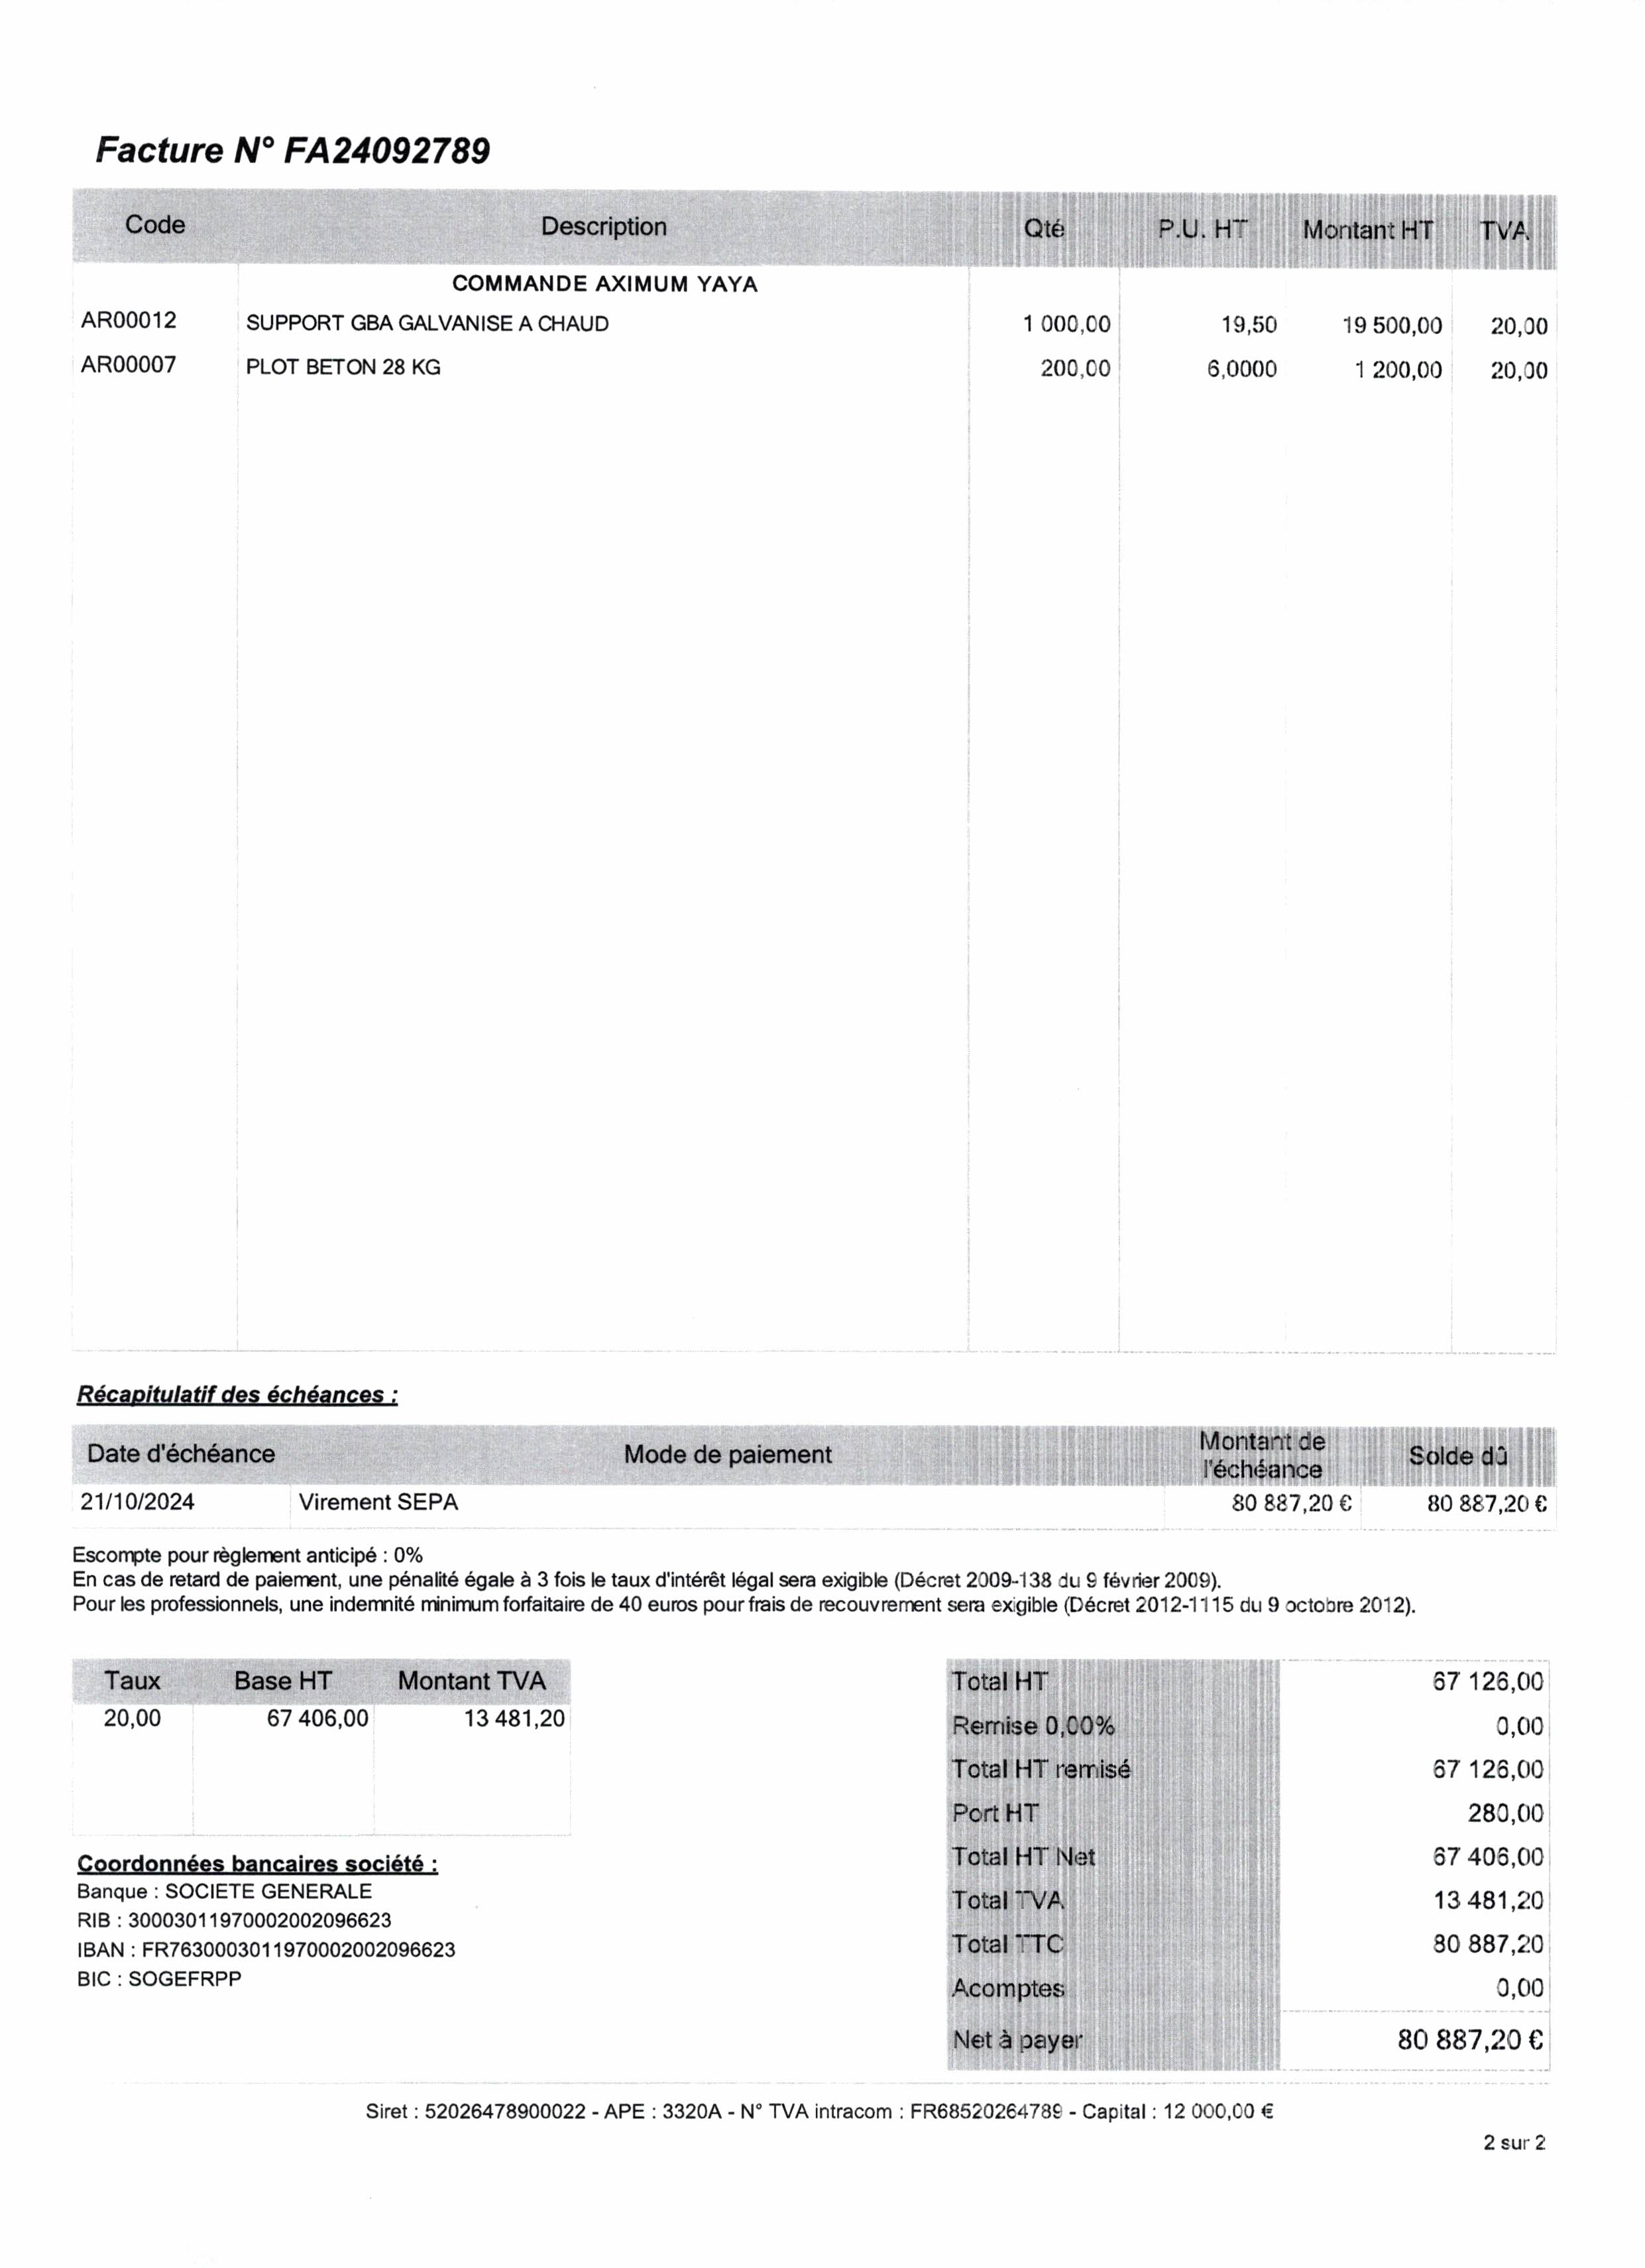 Facture N° FA24092789
Code Description Qté P.U. HT Montant HT TVA
COMMANDE AXIMUM YAYA
AR00012 SUPPORT GBA GALVANISE A CHAUD 1 000,00 19,50 19 500,00 20,00
AR00007 PLOT BETON 28 KG 200,00 6,0000 1 200,00 20,00
Récapitulatif des échéances :
Date d'échéance Mode de paiement Montant de l'échéance Solde dû
21/10/2024 Virement SEPA 80 887,20 € 80 887,20 €
Escompte pour règlement anticipé : 0%
En cas de retard de paiement, une pénalité égale à 3 fois le taux d'intérêt légal sera exigible (Décret 2009-138 du 9 février 2009).
Pour les professionnels, une indemnité minimum forfaitaire de 40 euros pour frais de recouvrement sera exigible (Décret 2012-1115 du 9 octobre 2012).
Taux Base HT Montant TVA
20,00 67 406,00 13 481,20
Coordonnées bancaires société :
Banque : SOCIETE GENERALE
RIB : 30003011970002002096623
IBAN : FR7630003011970002002096623
BIC : SOGEFRPP
Total HT 67 126,00
Remise 0,00% 0,00
Total HT remisé 67 126,00
Port HT 280,00
Total HT Net 67 406,00
Total TVA 13 481,20
Total TTC 80 887,20
Acomptes 0,00
Net à payer 80 887,20 €
Siret : 52026478900022 - APE : 3320A - N° TVA intracom : FR68520264789 - Capital : 12 000,00 €
2 sur 2